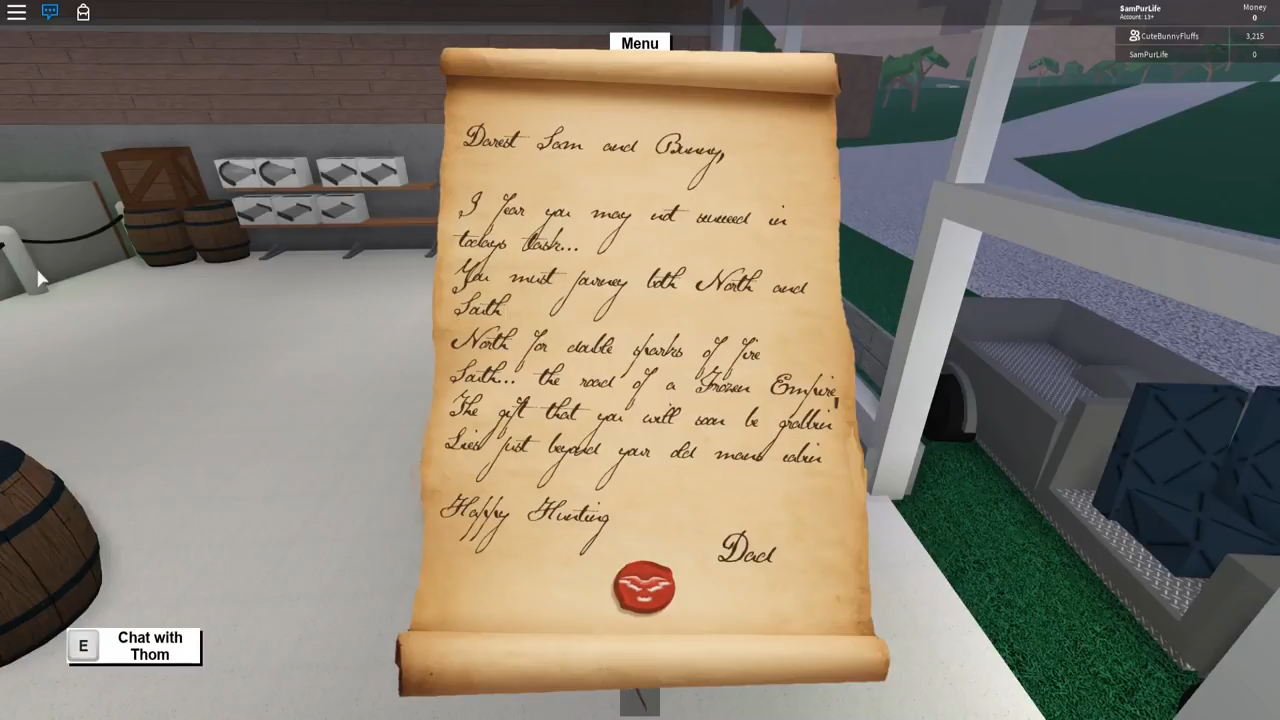 SamPurLife
Account: 13+
Money
0
CuteBunnyFluffs 3,215
SamPurLife 0
Menu
Darest Sam and Bunny,
I fear you may not succeed in
todays task...
You must journey both North and
South
North for double sparks of fire
South... the road of a Frozen Empire
The gift that you will soon be grabbin'
Lies just beyond your old mans cabin
Happy Hunting
Dad
E Chat with
Thom